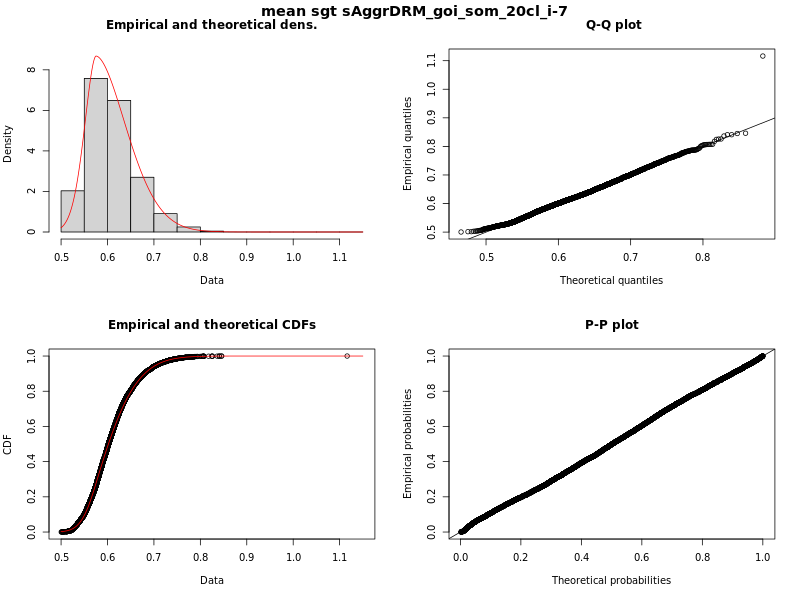 mean sgt sAggrDRM_goi_som_20cl_i-7
Empirical and theoretical dens.
Density
0 2 4 6 8
0.5 0.6 0.7 0.8 0.9 1.0 1.1
Data
Q-Q plot
Empirical quantiles
0.5 0.6 0.7 0.8 0.9 1.0 1.1
0.5 0.6 0.7 0.8
Theoretical quantiles
Empirical and theoretical CDFs
CDF
0.0 0.2 0.4 0.6 0.8 1.0
0.5 0.6 0.7 0.8 0.9 1.0 1.1
Data
P-P plot
Empirical probabilities
0.0 0.2 0.4 0.6 0.8 1.0
0.0 0.2 0.4 0.6 0.8 1.0
Theoretical probabilities